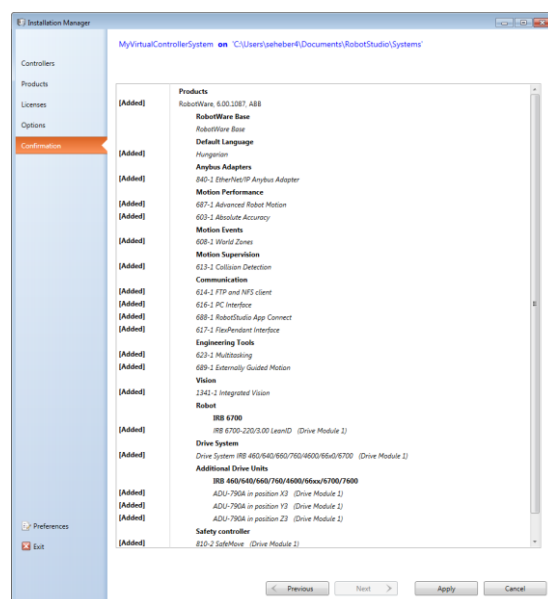 Installation Manager
MyVirtualControllerSystem on 'C:\Users\seheber4\Documents\RobotStudio\Systems'
Controllers
Products
Licenses
Options
Confirmation
Products
[Added] RobotWare, 6.00.1087, ABB
RobotWare Base
RobotWare Base
Default Language
[Added] Hungarian
Anybus Adapters
[Added] 840-1 EtherNet/IP Anybus Adapter
Motion Performance
[Added] 687-1 Advanced Robot Motion
[Added] 603-1 Absolute Accuracy
Motion Events
[Added] 608-1 World Zones
Motion Supervision
[Added] 613-1 Collision Detection
Communication
[Added] 614-1 FTP and NFS client
[Added] 616-1 PC Interface
[Added] 688-1 RobotStudio App Connect
[Added] 617-1 FlexPendant Interface
Engineering Tools
[Added] 623-1 Multitasking
[Added] 689-1 Externally Guided Motion
Vision
[Added] 1341-1 Integrated Vision
Robot
IRB 6700
[Added] IRB 6700-220/3.00 LeanID (Drive Module 1)
Drive System
[Added] Drive System IRB 460/640/660/760/4600/66x0/6700 (Drive Module 1)
Additional Drive Units
IRB 460/640/660/760/4600/66xx/6700/7600
[Added] ADU-790A in position X3 (Drive Module 1)
[Added] ADU-790A in position Y3 (Drive Module 1)
[Added] ADU-790A in position Z3 (Drive Module 1)
Safety controller
[Added] 810-2 SafeMove (Drive Module 1)
Preferences
Exit
< Previous
Next >
Apply
Cancel